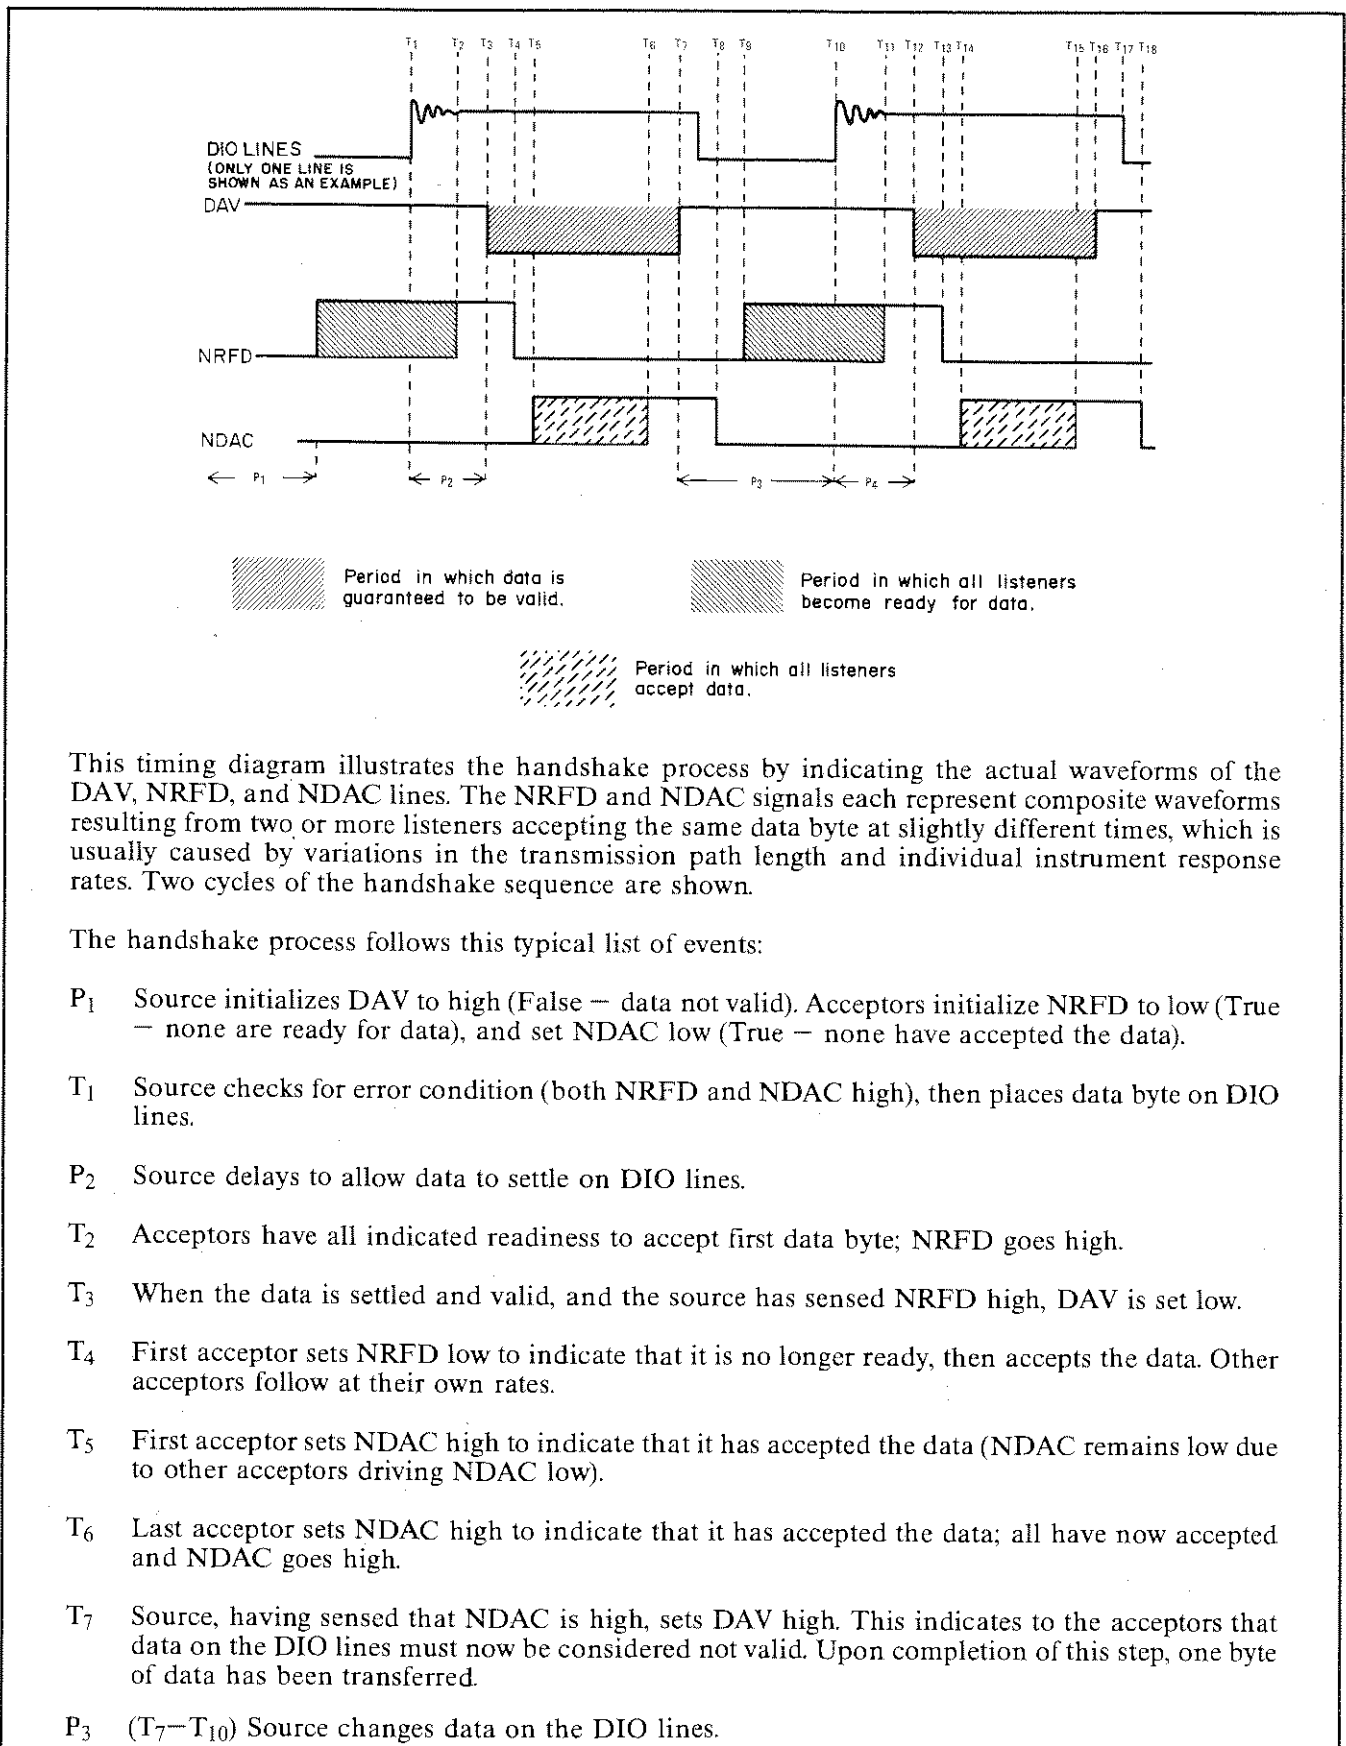 T1 T2 T3 T4 T5 T6 T7 T8 T9 T10 T11 T12 T13 T14 T15 T16 T17 T18
DIO LINES
(ONLY ONE LINE IS
SHOWN AS AN EXAMPLE)
DAV
NRFD
NDAC
P1 P2 P3 P4
Period in which data is
guaranteed to be valid.
Period in which all listeners
become ready for data.
Period in which all listeners
accept data.
This timing diagram illustrates the handshake process by indicating the actual waveforms of the
DAV, NRFD, and NDAC lines. The NRFD and NDAC signals each represent composite waveforms
resulting from two or more listeners accepting the same data byte at slightly different times, which is
usually caused by variations in the transmission path length and individual instrument response
rates. Two cycles of the handshake sequence are shown.
The handshake process follows this typical list of events:
P1 Source initializes DAV to high (False — data not valid). Acceptors initialize NRFD to low (True
— none are ready for data), and set NDAC low (True — none have accepted the data).
T1 Source checks for error condition (both NRFD and NDAC high), then places data byte on DIO
lines.
P2 Source delays to allow data to settle on DIO lines.
T2 Acceptors have all indicated readiness to accept first data byte; NRFD goes high.
T3 When the data is settled and valid, and the source has sensed NRFD high, DAV is set low.
T4 First acceptor sets NRFD low to indicate that it is no longer ready, then accepts the data. Other
acceptors follow at their own rates.
T5 First acceptor sets NDAC high to indicate that it has accepted the data (NDAC remains low due
to other acceptors driving NDAC low).
T6 Last acceptor sets NDAC high to indicate that it has accepted the data; all have now accepted
and NDAC goes high.
T7 Source, having sensed that NDAC is high, sets DAV high. This indicates to the acceptors that
data on the DIO lines must now be considered not valid. Upon completion of this step, one byte
of data has been transferred.
P3 (T7—T10) Source changes data on the DIO lines.